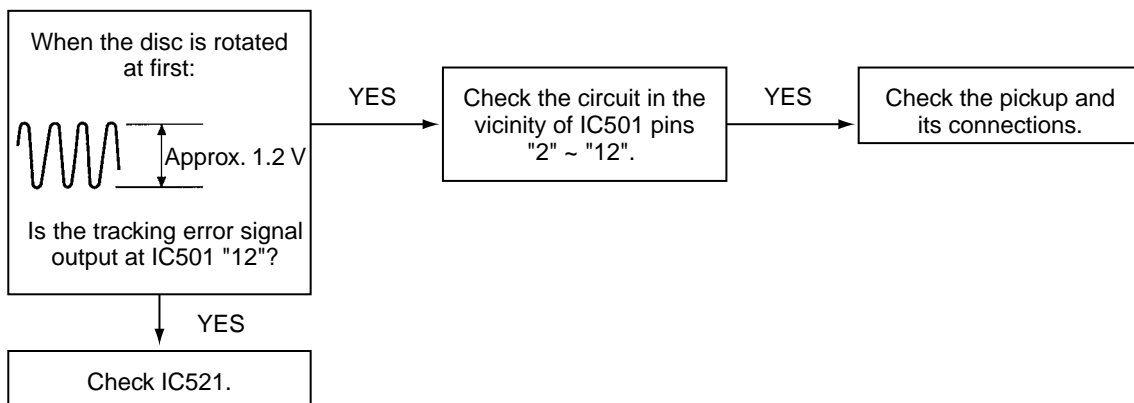 When the disc is rotated
at first:
Approx. 1.2 V
Is the tracking error signal
output at IC501 "12"?
YES
Check the circuit in the
vicinity of IC501 pins
"2" ~ "12".
YES
Check the pickup and
its connections.
YES
Check IC521.